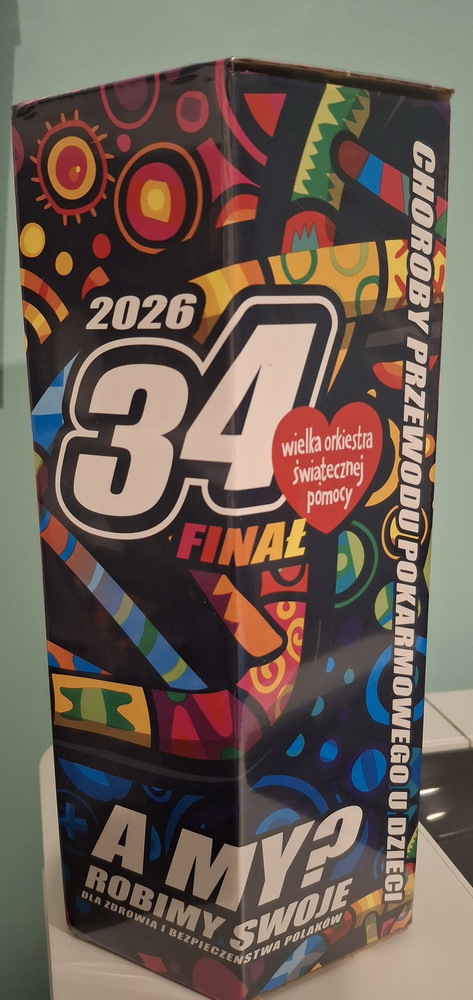 2026
34
FINAŁ
wielka orkiestra
świątecznej
pomocy
CHOROBY PRZEWODU POKARMOWEGO U DZIECI
A MY?
ROBIMY SWOJE
DLA ZDROWIA I BEZPIECZEŃSTWA POLAKÓW